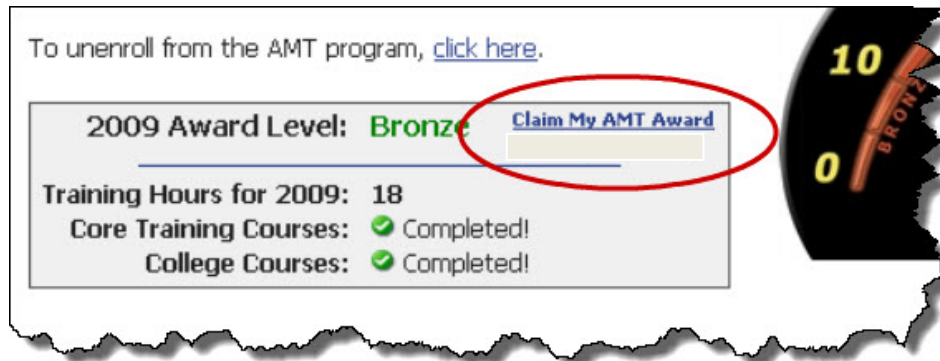 To unenroll from the AMT program, click here.
2009 Award Level: Bronze
Claim My AMT Award
Training Hours for 2009: 18
Core Training Courses: Completed!
College Courses: Completed!
10
0
BRONZ